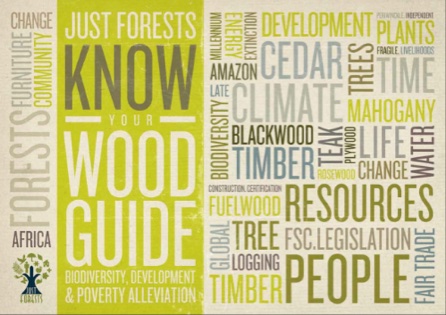 CHANGE
FURNITURE
COMMUNITY
FORESTS
AFRICA
JUST
FORESTS
JUST FORESTS
KNOW
YOUR
WOOD
GUIDE
BIODIVERSITY, DEVELOPMENT
& POVERTY ALLEVIATION
MILLENNIUM
ENERGY
EXTINCTION
DEVELOPMENT
PERIWINKLE, INDEPENDENT
PLANTS
FRAGILE, LIVELIHOODS
AMAZON
CEDAR
TREES
TIME
LATE
CLIMATE
MAHOGANY
BIODIVERSITY
BLACKWOOD
TEAK
PLYWOOD
LIFE
WATER
TIMBER
ROSEWOOD
CHANGE
CONSTRUCTION, CERTIFICATION
FUELWOOD
RESOURCES
GLOBAL
TREE
FSC.LEGISLATION
FAIR TRADE
LOGGING
PEOPLE
TIMBER